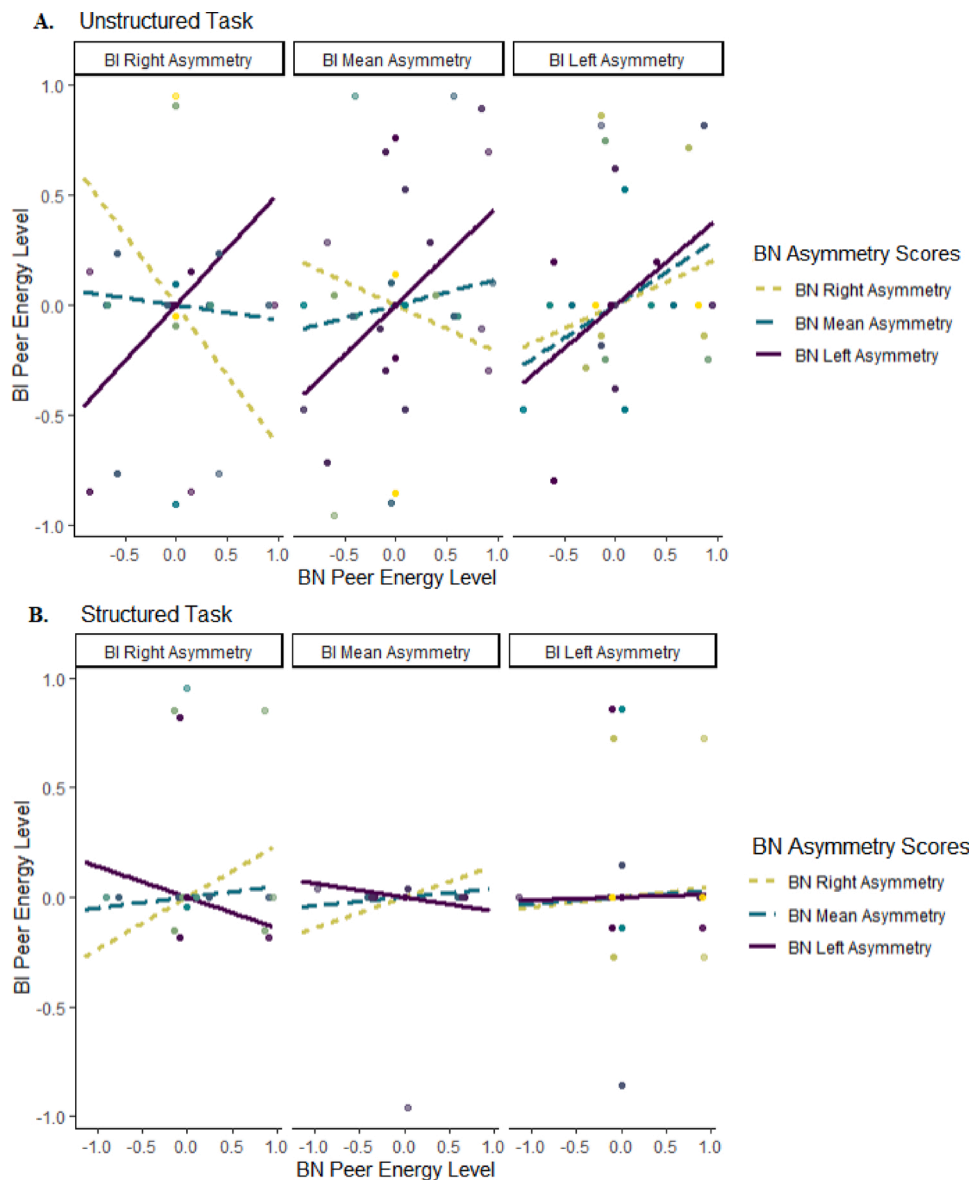 A. Unstructured Task
BI Right Asymmetry BI Mean Asymmetry BI Left Asymmetry
1.0
0.5
0.0
-0.5
-1.0
BI Peer Energy Level
-0.5 0.0 0.5 1.0 -0.5 0.0 0.5 1.0 -0.5 0.0 0.5 1.0
BN Peer Energy Level
BN Asymmetry Scores
BN Right Asymmetry
BN Mean Asymmetry
BN Left Asymmetry
B. Structured Task
BI Right Asymmetry BI Mean Asymmetry BI Left Asymmetry
1.0
0.5
0.0
-0.5
-1.0
BI Peer Energy Level
-1.0 -0.5 0.0 0.5 1.0 -1.0 -0.5 0.0 0.5 1.0 -1.0 -0.5 0.0 0.5 1.0
BN Peer Energy Level
BN Asymmetry Scores
BN Right Asymmetry
BN Mean Asymmetry
BN Left Asymmetry